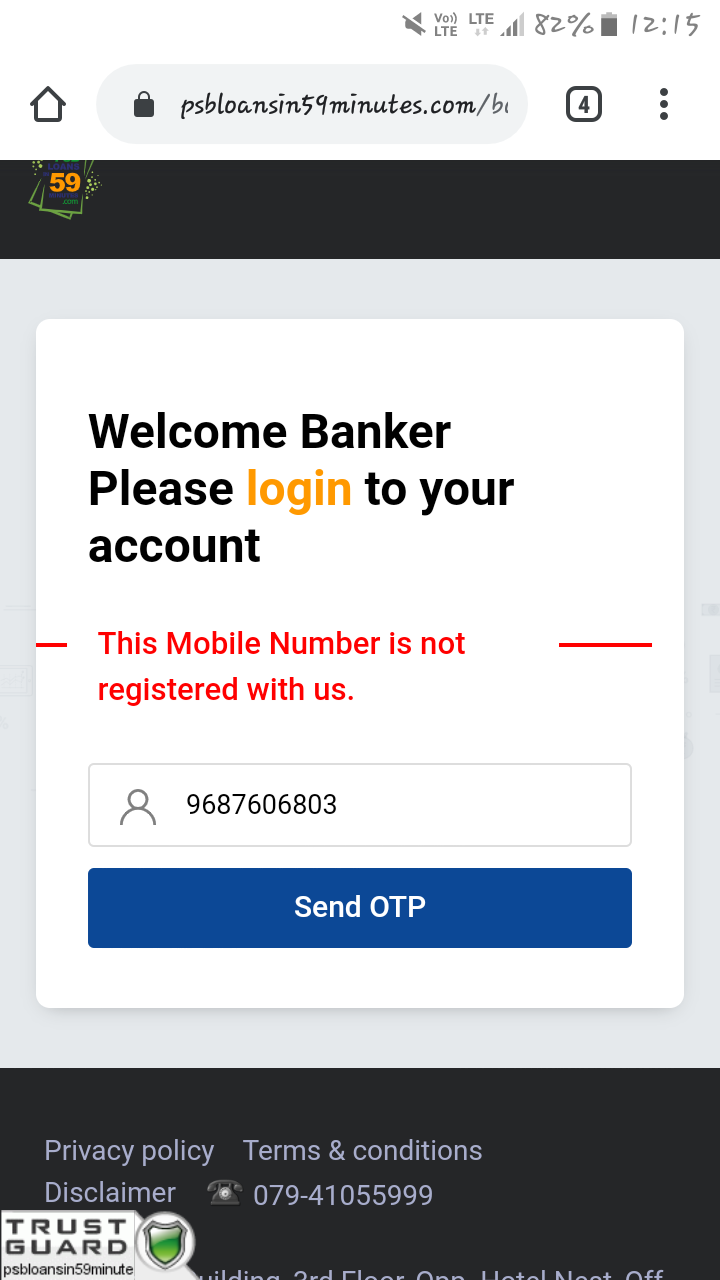 Vo)) LTE LTE 82% 12:15
psbloansin59minutes.com/b
4
LOANS
59
.com
Welcome Banker
Please login to your
account
This Mobile Number is not
registered with us.
9687606803
Send OTP
Privacy policy Terms & conditions
Disclaimer 079-41055999
TRUST
GUARD
psbloansin59minute
uilding, 3rd Floor, Opp. Hotel Nest, Off